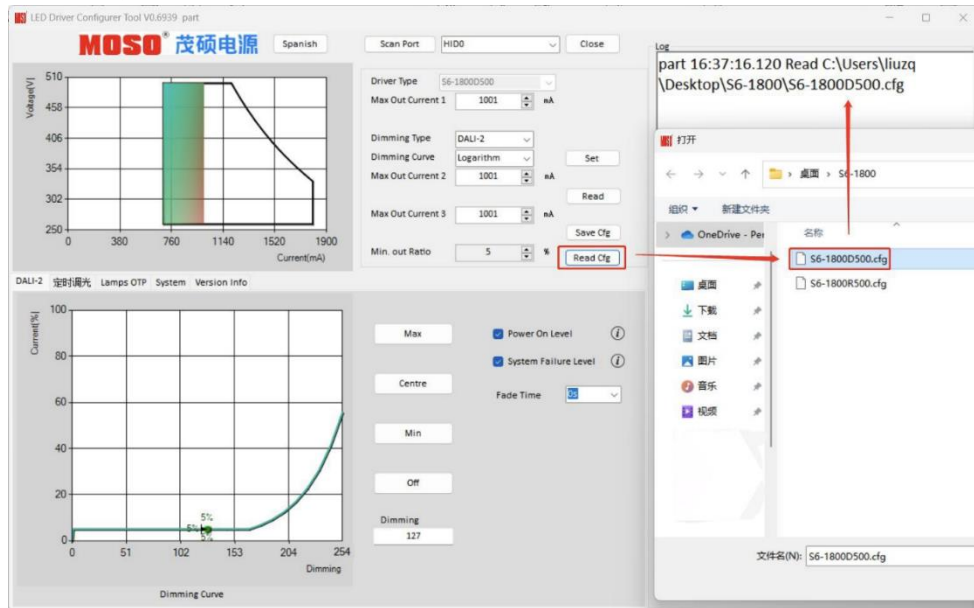 LED Driver Configurer Tool V0.6939 part
MOSO® 茂硕电源
Spanish
Scan Port
HID0
Close
Log
part 16:37:16.120 Read C:\Users\liuzq
\Desktop\S6-1800\S6-1800D500.cfg
Voltage(V)
510
458
406
354
302
250
0
380
760
1140
1520
1900
Current(mA)
Driver Type
S6-1800D500
Max Out Current 1
1001
mA
Dimming Type
DALI-2
Dimming Curve
Logarithm
Set
Max Out Current 2
1001
mA
Read
Max Out Current 3
1001
mA
Save Cfg
Min. out Ratio
5
%
Read Cfg
DALI-2
定时调光
Lamps OTP
System
Version Info
Current(%)
100
80
60
40
20
0
5%
5%
5%
0
51
102
153
204
254
Dimming
Dimming Curve
Max
Centre
Min
Off
Dimming
127
Power On Level
System Failure Level
Fade Time
0s
打开
桌面
S6-1800
组织
新建文件夹
OneDrive - Per
桌面
下载
文档
图片
音乐
视频
名称
S6-1800D500.cfg
S6-1800R500.cfg
文件名(N):
S6-1800D500.cfg